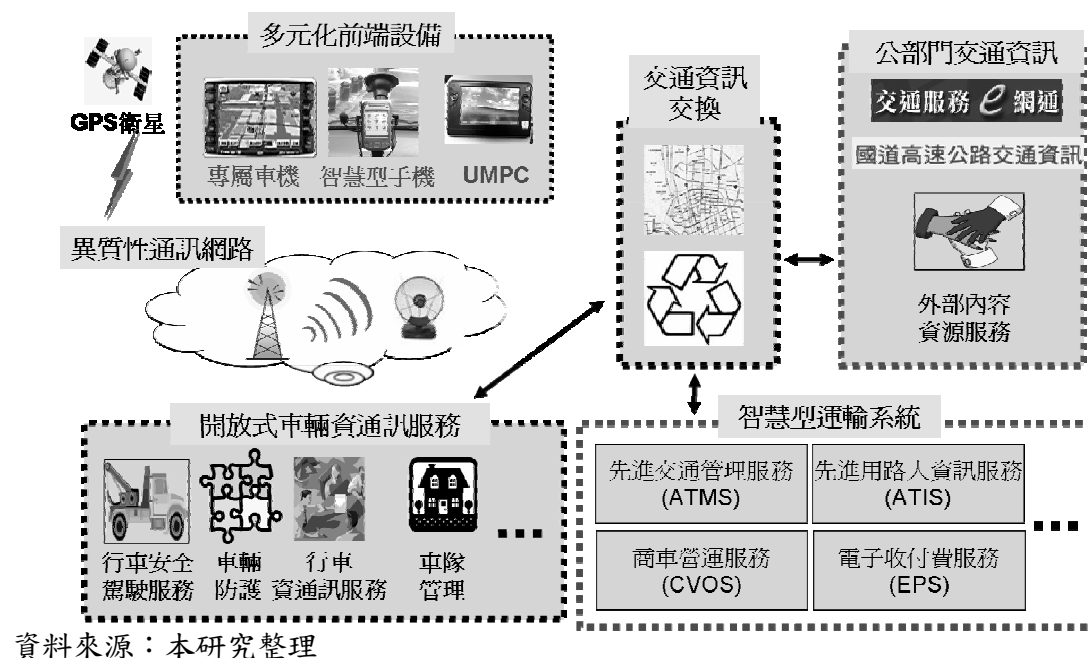 多元化前端設備
GPS衛星
專屬車機
智慧型手機
UMPC
異質性通訊網路
交通資訊
交換
公部門交通資訊
交通服務e網通
國道高速公路交通資訊
外部內容
資源服務
開放式車輛資通訊服務
行車安全
駕駛服務
車輛
防護
行車
資通訊服務
車隊
管理
智慧型運輸系統
先進交通管理服務
(ATMS)
先進用路人資訊服務
(ATIS)
商車營運服務
(CVOS)
電子收付費服務
(EPS)
資料來源：本研究整理